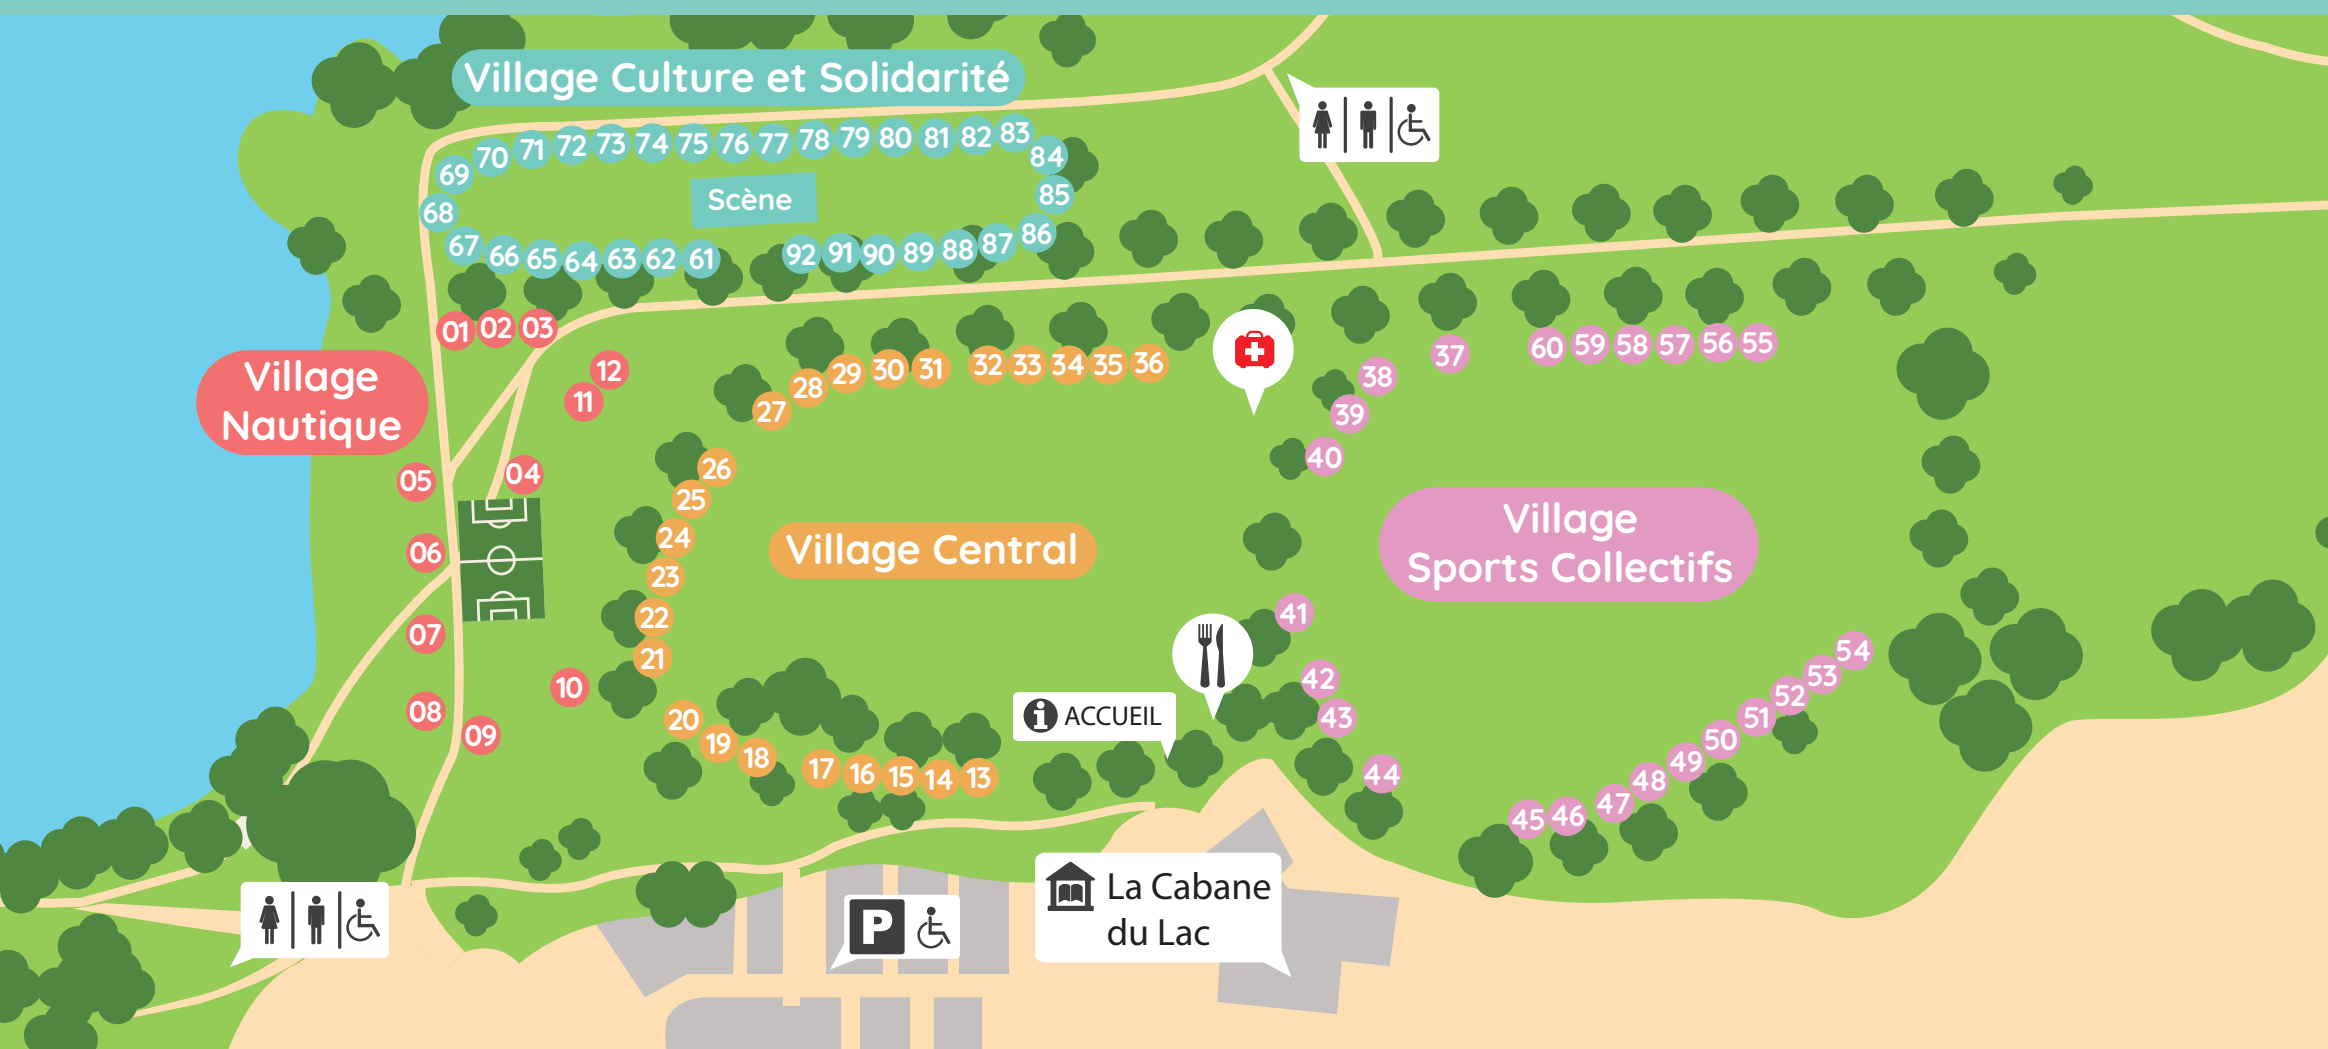 Village Culture et Solidarité
69 70 71 72 73 74 75 76 77 78 79 80 81 82 83 84
85
Scène
68
67 66 65 64 63 62 61
92 91 90 89 88 87 86
01 02 03
12
11
Village
Nautique
05
04
06
07
08
09
10
27 28 29 30 31 32 33 34 35 36
26
25
24
23
22
21
Village Central
20
19
18
17 16 15 14 13
37
38
39
40
60 59 58 57 56 55
Village
Sports Collectifs
41
42
43
44
54
53
52
51
50
49
48
47
45 46
i ACCUEIL
La Cabane
du Lac
P